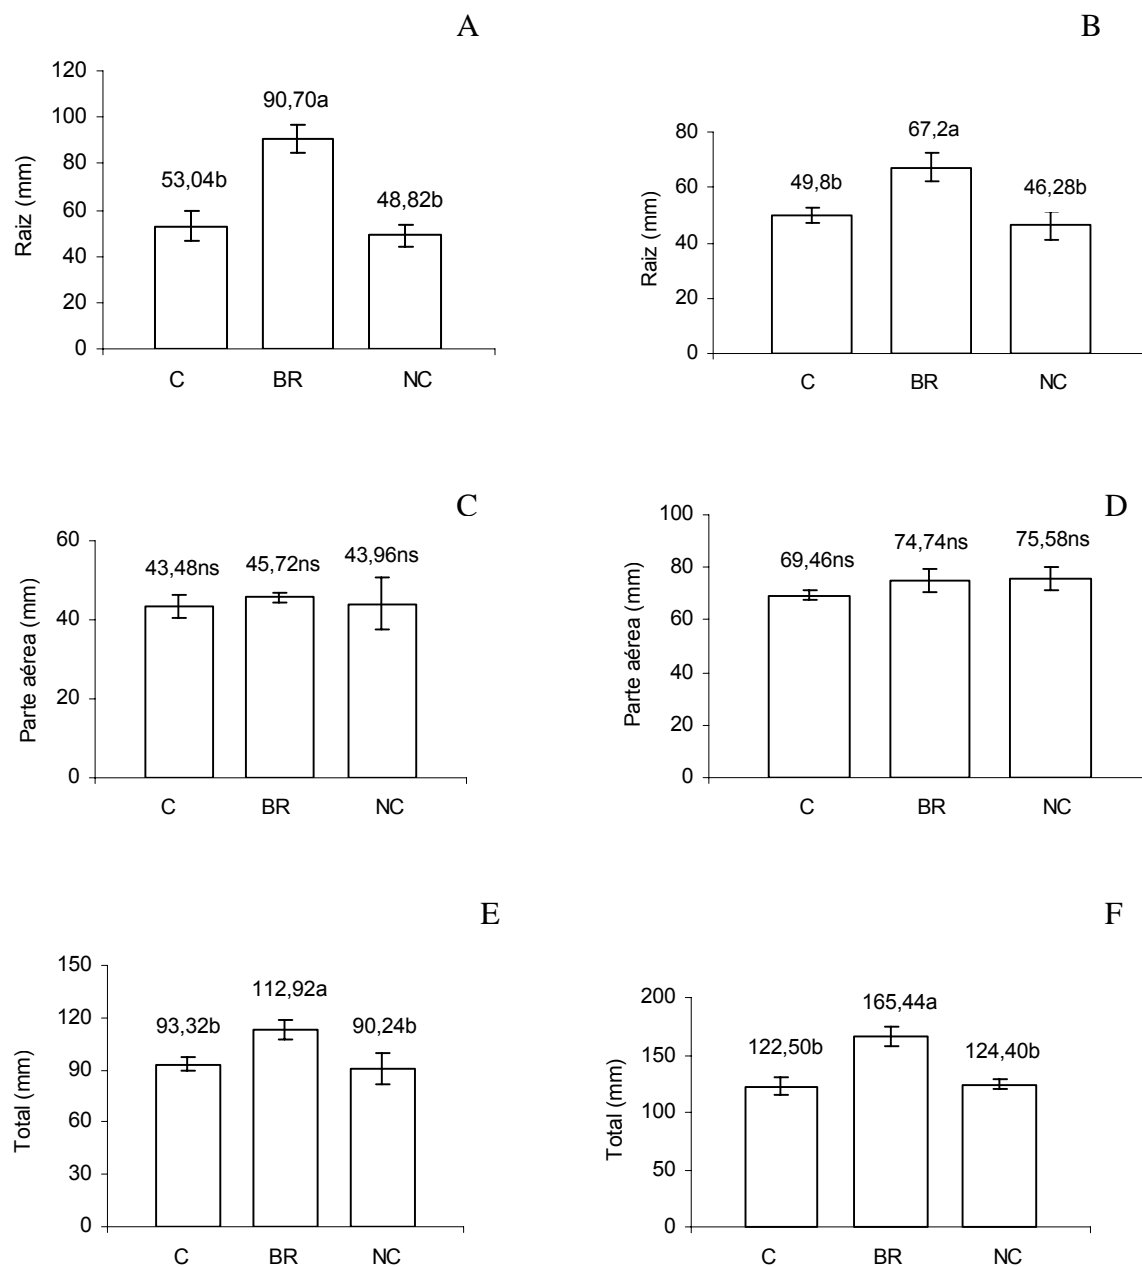 A
Raiz (mm)
120
100
80
60
40
20
0
53,04b
90,70a
48,82b
C BR NC
B
Raiz (mm)
80
60
40
20
0
49,8b
67,2a
46,28b
C BR NC
C
Parte aérea (mm)
60
40
20
0
43,48ns
45,72ns
43,96ns
C BR NC
D
Parte aérea (mm)
100
80
60
40
20
0
69,46ns
74,74ns
75,58ns
C BR NC
E
Total (mm)
150
120
90
60
30
0
93,32b
112,92a
90,24b
C BR NC
F
Total (mm)
200
150
100
50
0
122,50b
165,44a
124,40b
C BR NC